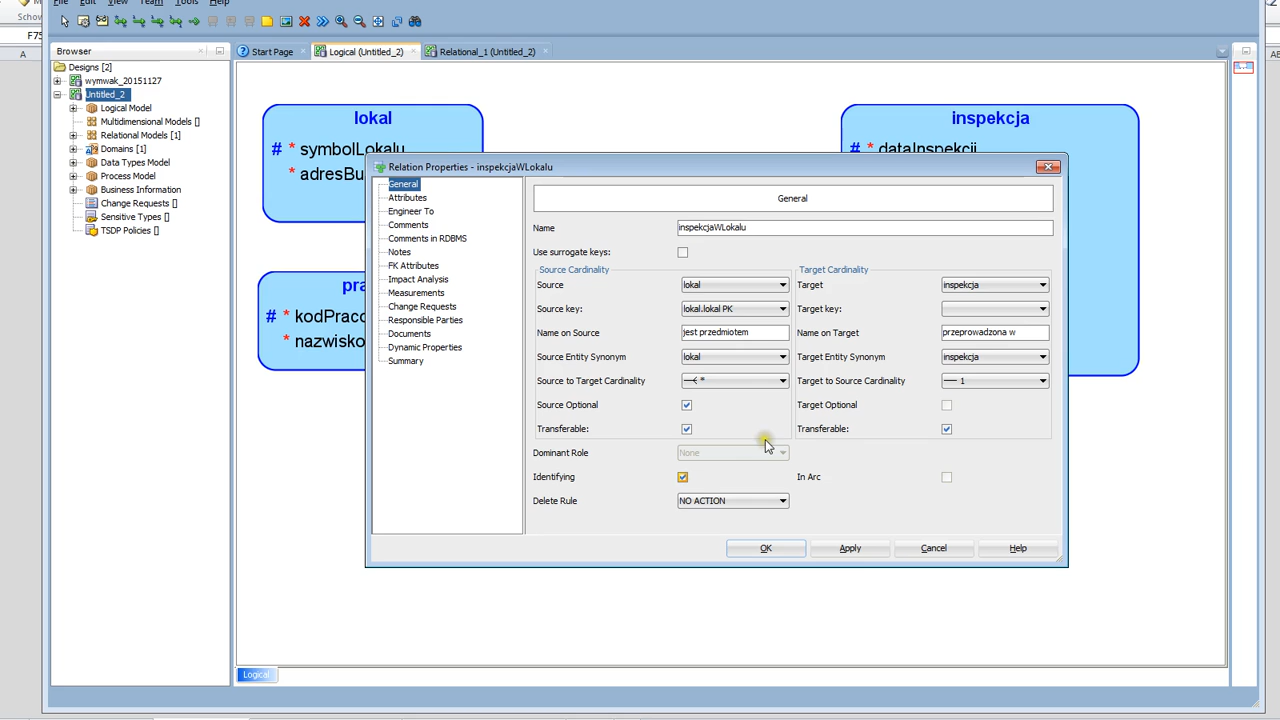 File Edit View Team Tools Help
F7
A
AE
Browser
Start Page
Logical (Untitled_2)
Relational_1 (Untitled_2)
Designs [2]
wymwak_20151127
Untitled_2
Logical Model
Multidimensional Models []
Relational Models [1]
Domains [1]
Data Types Model
Process Model
Business Information
Change Requests []
Sensitive Types []
TSDP Policies []
lokal
# * symbolLokalu
* adresBu
inspekcja
# * dataInspekcji
pra
# * kodPraco
* nazwisko
Relation Properties - inspekcjaWLokalu
General
Attributes
Engineer To
Comments
Comments in RDBMS
Notes
FK Attributes
Impact Analysis
Measurements
Change Requests
Responsible Parties
Documents
Dynamic Properties
Summary
General
Name inspekcjaWLokalu
Use surrogate keys:
Source Cardinality Target Cardinality
Source lokal Target inspekcja
Source key: lokal.lokal PK Target key:
Name on Source jest przedmiotem Name on Target przeprowadzona w
Source Entity Synonym lokal Target Entity Synonym inspekcja
Source to Target Cardinality * Target to Source Cardinality 1
Source Optional Target Optional
Transferable: Transferable:
Dominant Role None
Identifying In Arc
Delete Rule NO ACTION
OK Apply Cancel Help
Logical